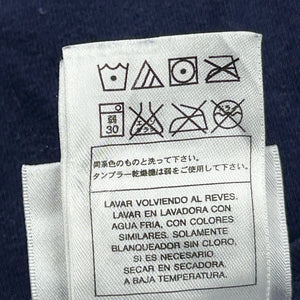 弱
30
同系色のものと洗って下さい。
タンブラー乾燥機は弱をご使用して下さい。
LAVAR VOLVIENDO AL REVES.
LAVAR EN LAVADORA CON
AGUA FRIA, CON COLORES
SIMILARES. SOLAMENTE
BLANQUEADOR SIN CLORO,
SI ES NECESARIO
SECAR EN SECADORA
A BAJA TEMPERATURA.